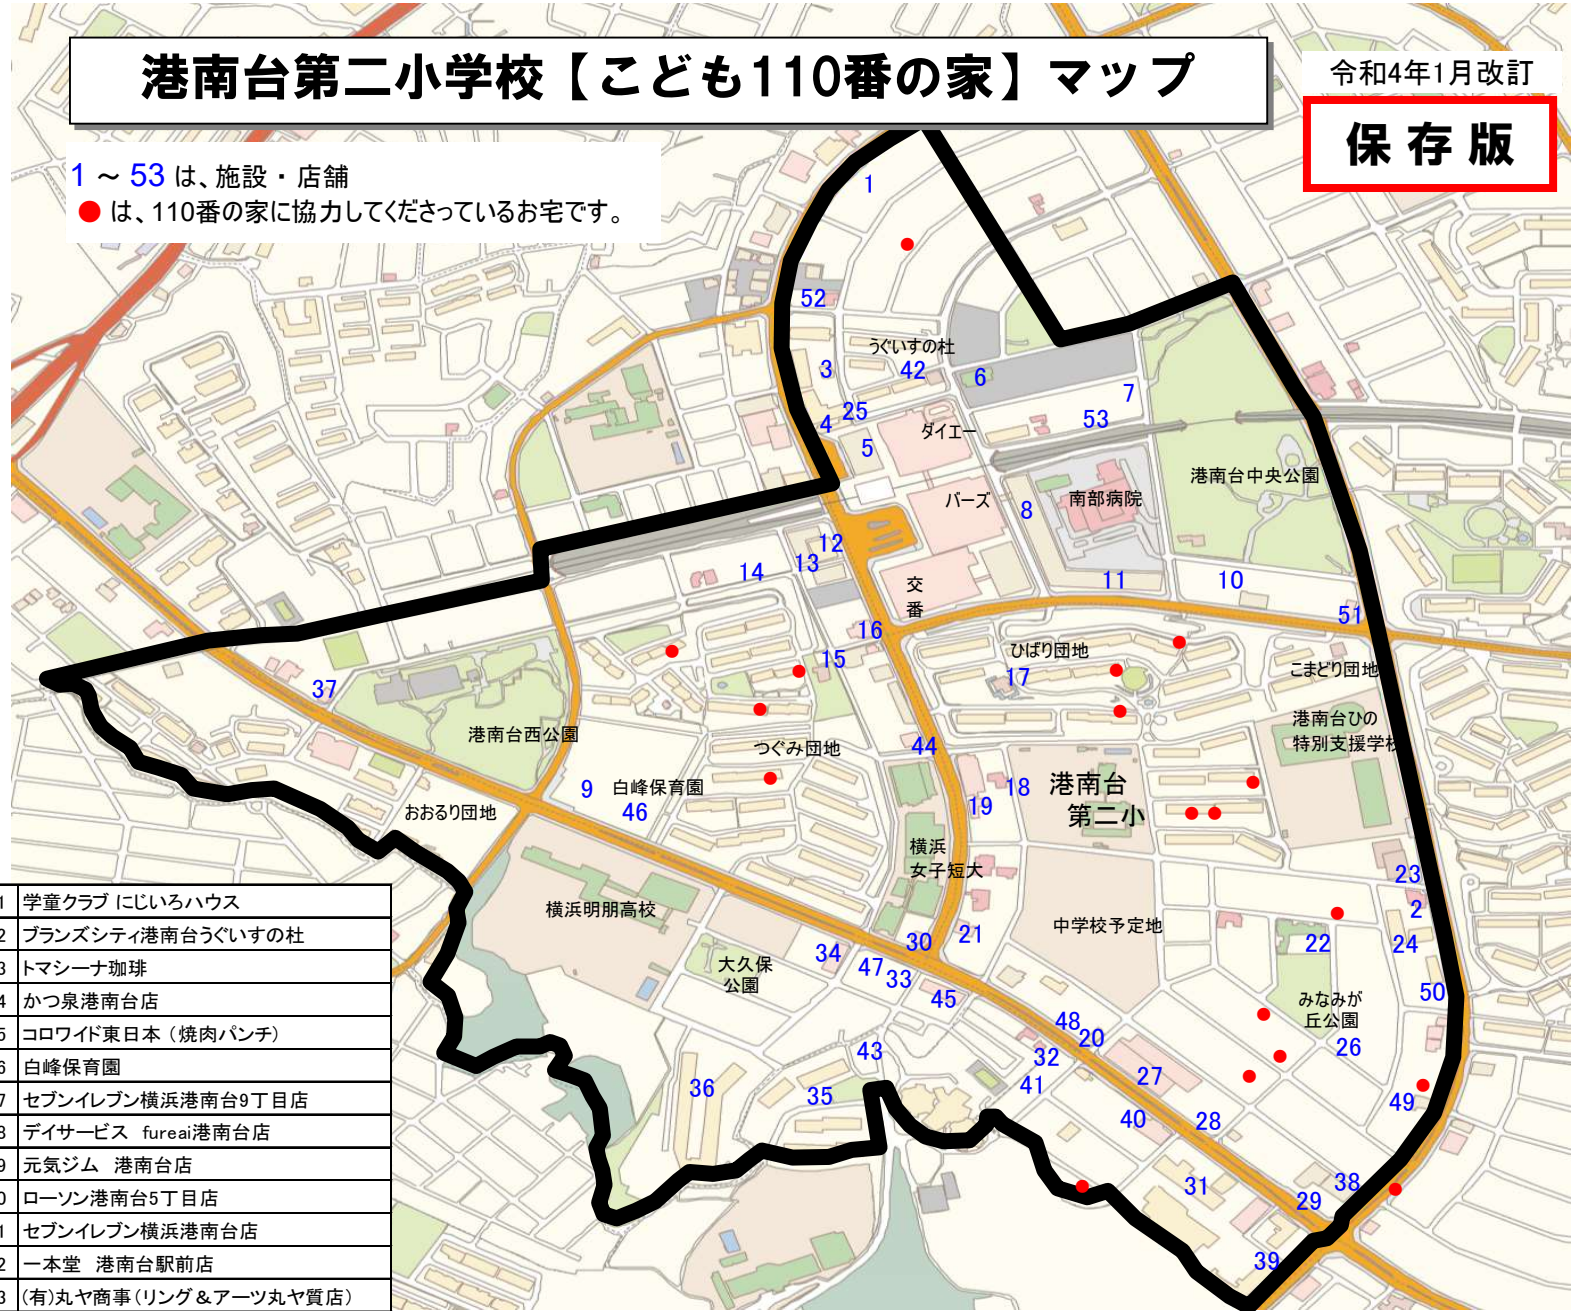 港南台第二小学校【こども110番の家】マップ
令和4年1月改訂
保存版
1 ～ 53 は、施設・店舗
● は、110番の家に協力してくださっているお宅です。
1
52
うぐいすの杜
3
42
6
7
25
4
53
ダイエー
5
港南台中央公園
バーズ
南部病院
8
12
13
14
11
10
交番
51
16
ひばり団地
15
こまどり団地
17
37
港南台ひの
特別支援学校
港南台西公園
44
つぐみ団地
9
白峰保育園
18
港南台
第二小
46
19
おおるり団地
横浜
女子短大
23
横浜明朋高校
2
中学校予定地
21
30
22
24
34
大久保
公園
47
33
45
50
みなみが
丘公園
48
20
26
43
32
41
27
36
35
49
40
28
31
38
29
39
1 学童クラブ にじいろハウス
2 ブランズシティ港南台うぐいすの杜
3 トマシーナ珈琲
4 かつ泉港南台店
5 コロワイド東日本（焼肉パンチ）
6 白峰保育園
7 セブンイレブン横浜港南台9丁目店
8 デイサービス fureai港南台店
9 元気ジム 港南台店
0 ローソン港南台5丁目店
1 セブンイレブン横浜港南台店
2 一本堂 港南台駅前店
3 (有)丸ヤ商事(リング＆アーツ丸ヤ質店)